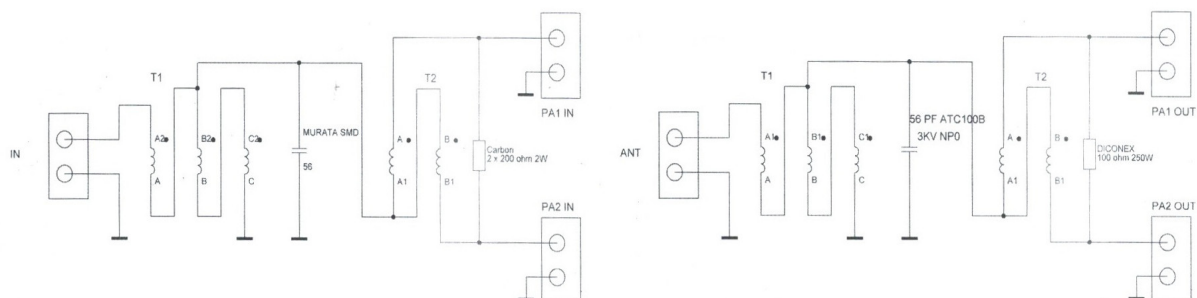 T1
T2
IN
A2
B2
C2
A
B
C
MURATA SMD
56
A
B
A1
B1
Carbon
2 x 200 ohm 2W
PA1 IN
PA2 IN
T1
T2
ANT
A1
B1
C1
A
B
C
56 PF ATC100B
3KV NP0
A
B
A1
B1
DICONEX
100 ohm 250W
PA1 OUT
PA2 OUT